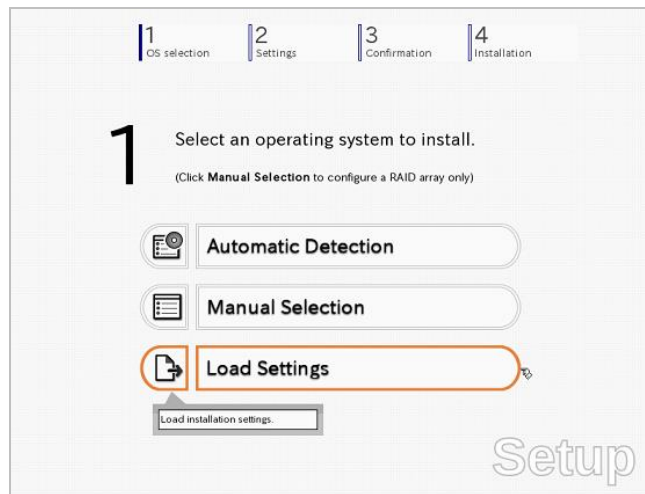 1 2 3 4
OS selection Settings Confirmation Installation
1
Select an operating system to install.
(Click Manual Selection to configure a RAID array only)
Automatic Detection
Manual Selection
Load Settings
Load installation settings.
Setup